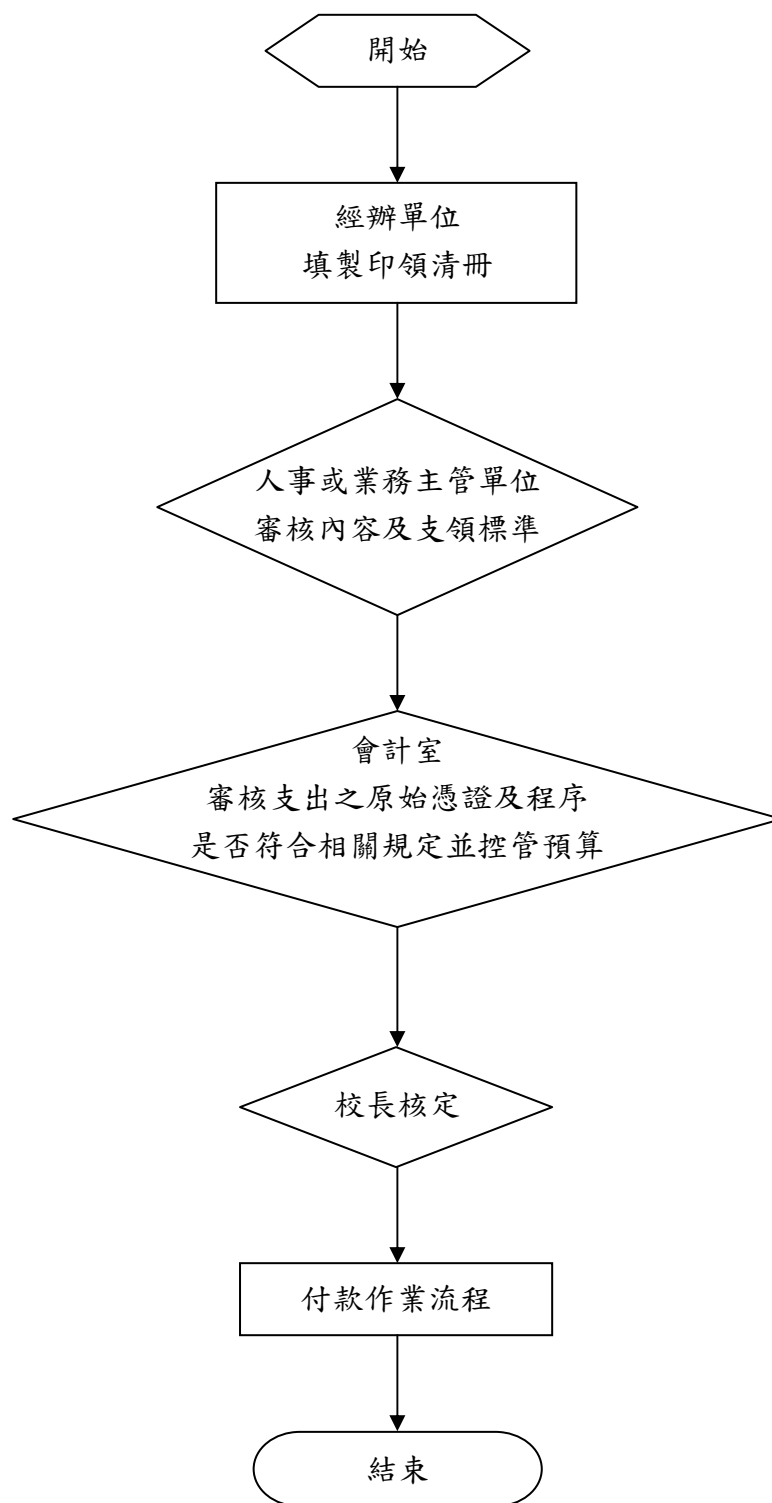 開始
經辦單位
填製印領清冊
人事或業務主管單位
審核內容及支領標準
會計室
審核支出之原始憑證及程序
是否符合相關規定並控管預算
校長核定
付款作業流程
結束